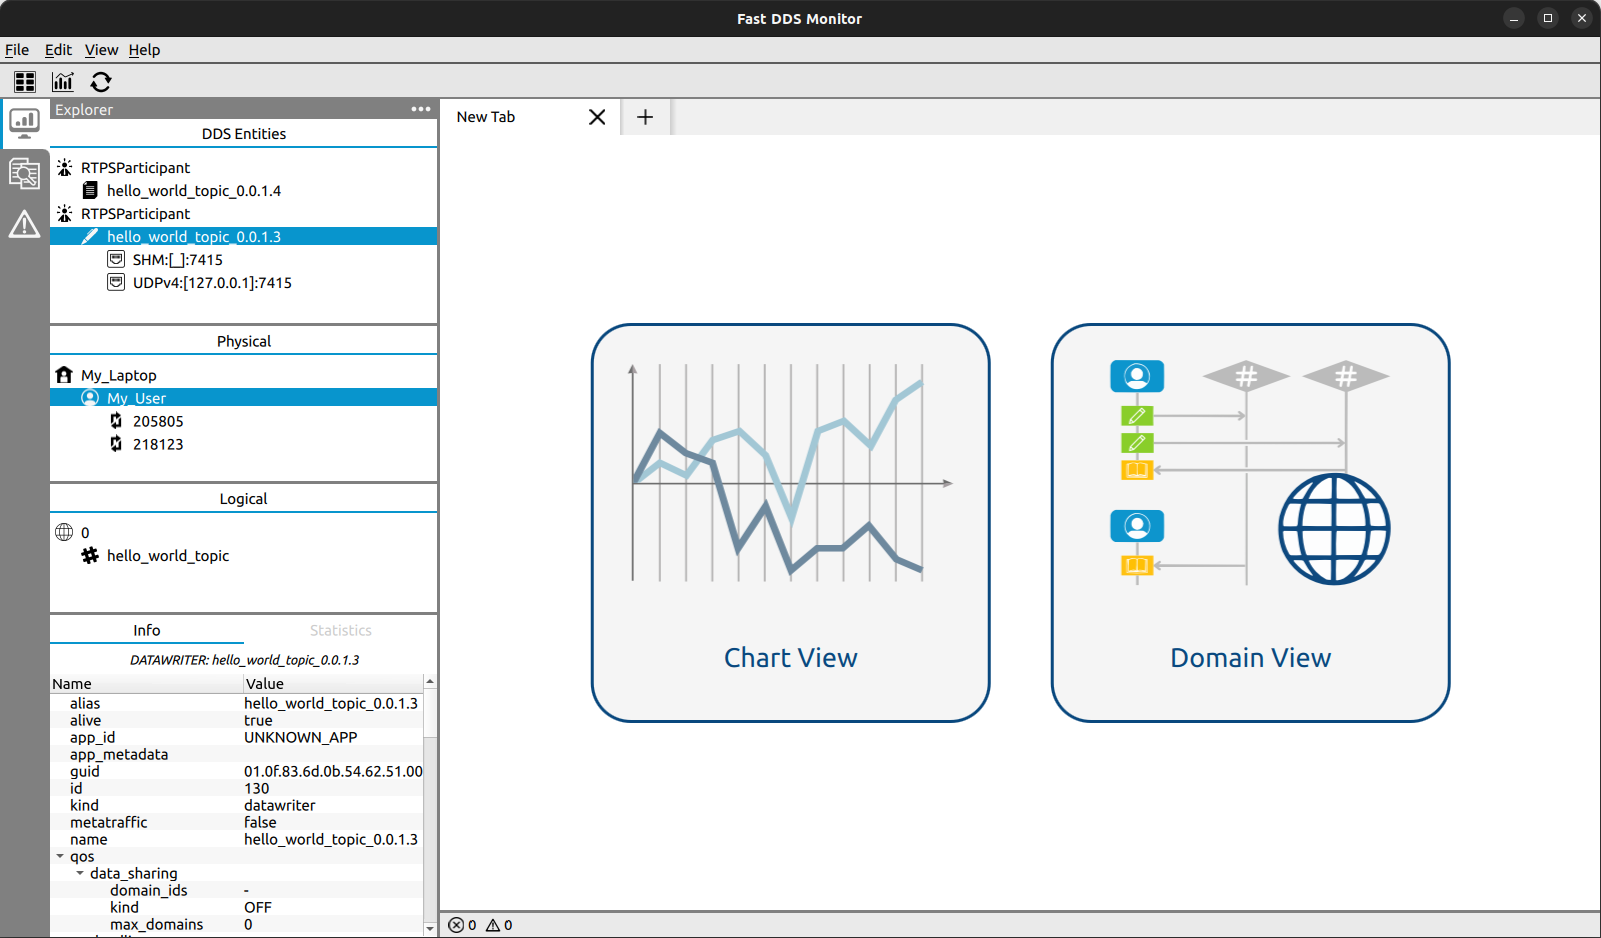 Fast DDS Monitor
File Edit View Help
Explorer
New Tab
DDS Entities
RTPSParticipant
hello_world_topic_0.0.1.4
RTPSParticipant
hello_world_topic_0.0.1.3
SHM:[_]:7415
UDPv4:[127.0.0.1]:7415
Physical
My_Laptop
My_User
205805
218123
Logical
0
hello_world_topic
Info Statistics
DATAWRITER: hello_world_topic_0.0.1.3
Name Value
alias hello_world_topic_0.0.1.3
alive true
app_id UNKNOWN_APP
app_metadata
guid 01.0f.83.6d.0b.54.62.51.00
id 130
kind datawriter
metatraffic false
name hello_world_topic_0.0.1.3
qos
data_sharing
domain_ids -
kind OFF
max_domains 0
Chart View
Domain View
0 0